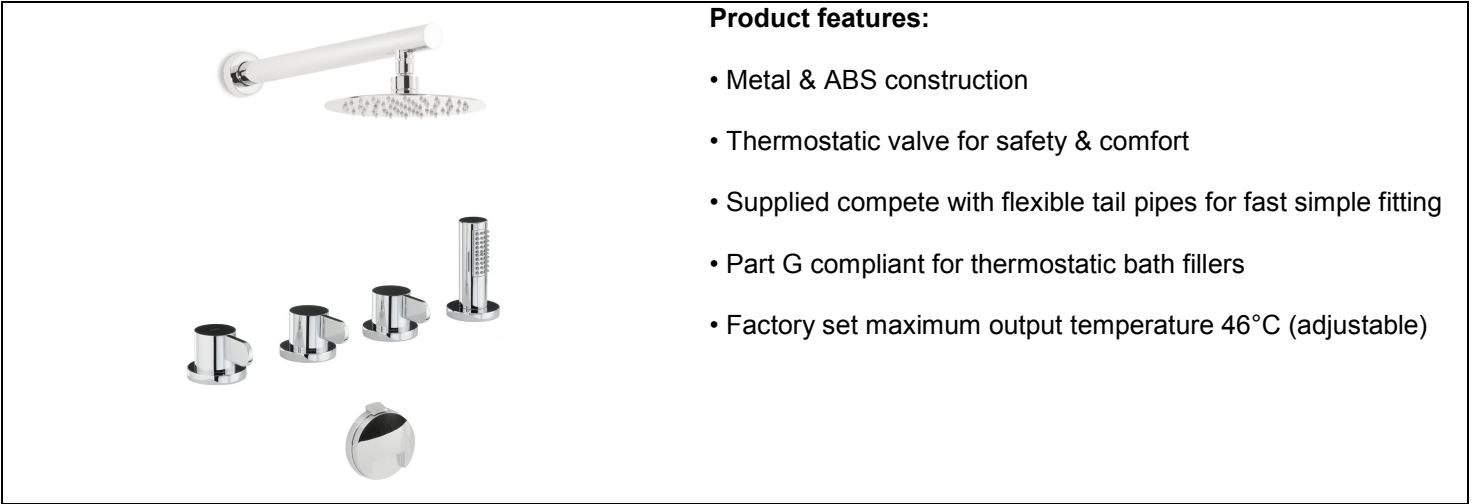 Product features:
• Metal & ABS construction
• Thermostatic valve for safety & comfort
• Supplied compete with flexible tail pipes for fast simple fitting
• Part G compliant for thermostatic bath fillers
• Factory set maximum output temperature 46°C (adjustable)